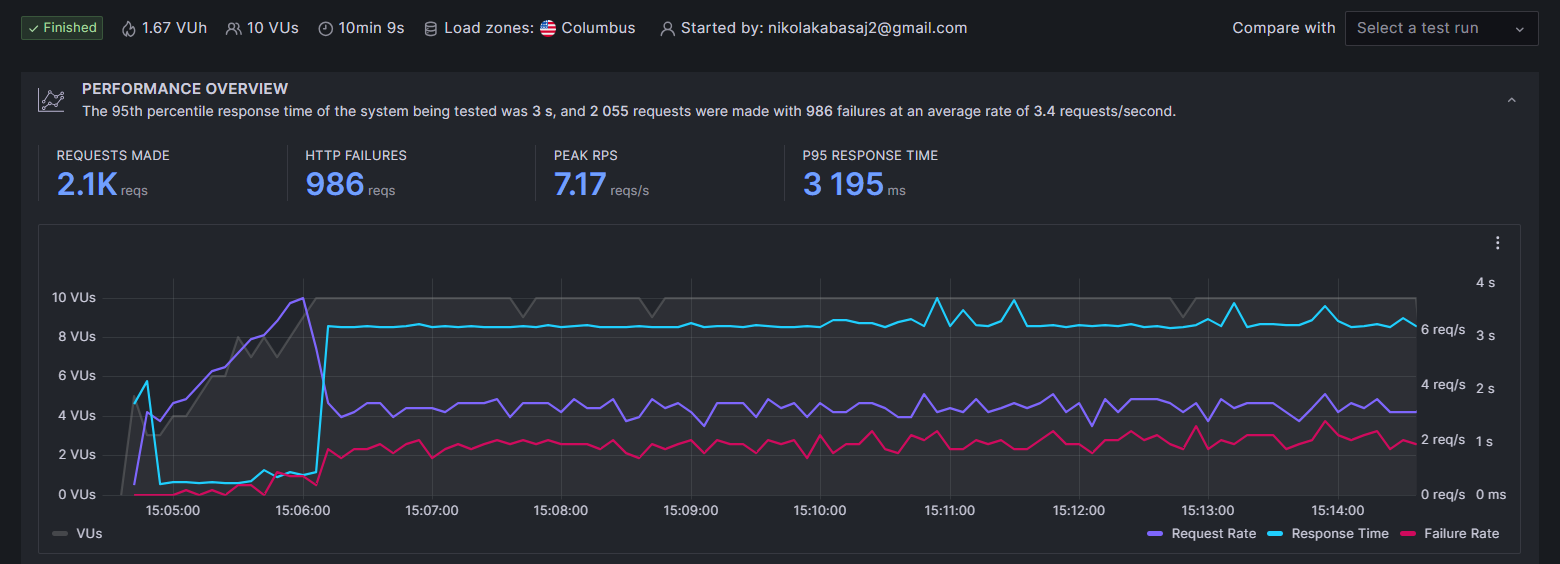 Finished 1.67 VUh 10 VUs 10min 9s Load zones: Columbus Started by: nikolakabasaj2@gmail.com Compare with Select a test run
PERFORMANCE OVERVIEW
The 95th percentile response time of the system being tested was 3 s, and 2 055 requests were made with 986 failures at an average rate of 3.4 requests/second.
REQUESTS MADE HTTP FAILURES PEAK RPS P95 RESPONSE TIME
2.1K reqs 986 reqs 7.17 reqs/s 3 195 ms
4 s
10 VUs
8 VUs 6 req/s 3 s
6 VUs 4 req/s 2 s
4 VUs
2 VUs 2 req/s 1 s
0 VUs 0 req/s 0 ms
15:05:00 15:06:00 15:07:00 15:08:00 15:09:00 15:10:00 15:11:00 15:12:00 15:13:00 15:14:00
VUs Request Rate Response Time Failure Rate